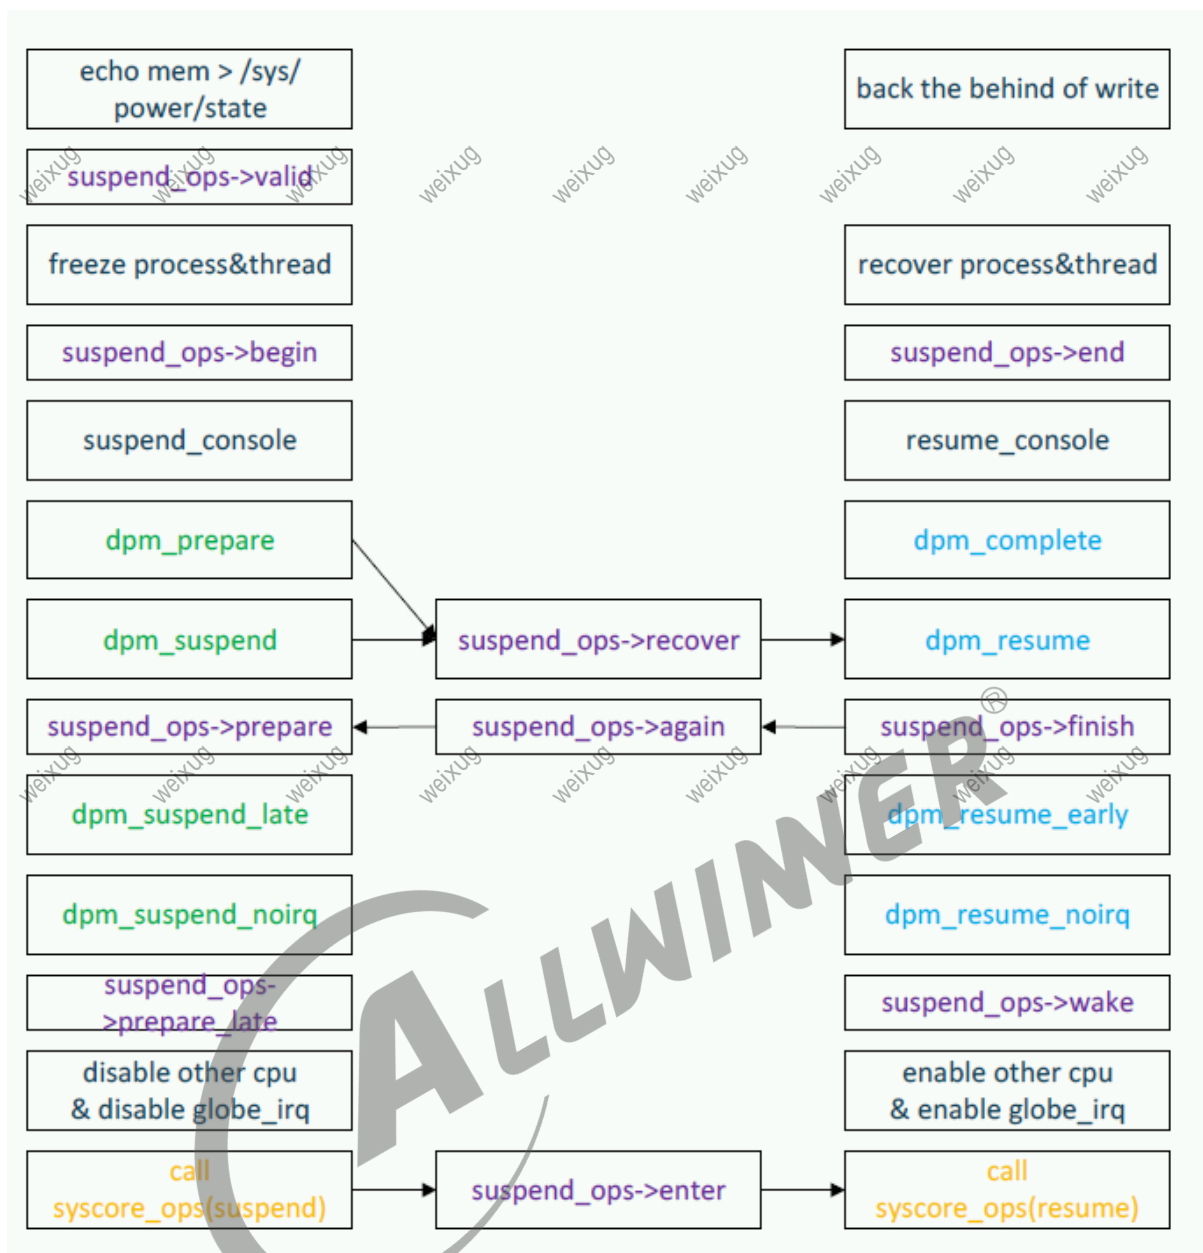 echo mem > /sys/
power/state
back the behind of write
weixug weixug weixug weixug weixug weixug weixug weixug weixug
suspend_ops->valid
freeze process&thread
recover process&thread
suspend_ops->begin
suspend_ops->end
suspend_console
resume_console
dpm_prepare
dpm_complete
dpm_suspend
suspend_ops->recover
dpm_resume
suspend_ops->prepare
suspend_ops->again
suspend_ops->finish
weixug weixug weixug weixug weixug weixug weixug weixug weixug
dpm_suspend_late
dpm_resume_early
dpm_suspend_noirq
dpm_resume_noirq
suspend_ops-
>prepare_late
suspend_ops->wake
disable other cpu
& disable globe_irq
enable other cpu
& enable globe_irq
call
syscore_ops(suspend)
suspend_ops->enter
call
syscore_ops(resume)
ALLWINNER®